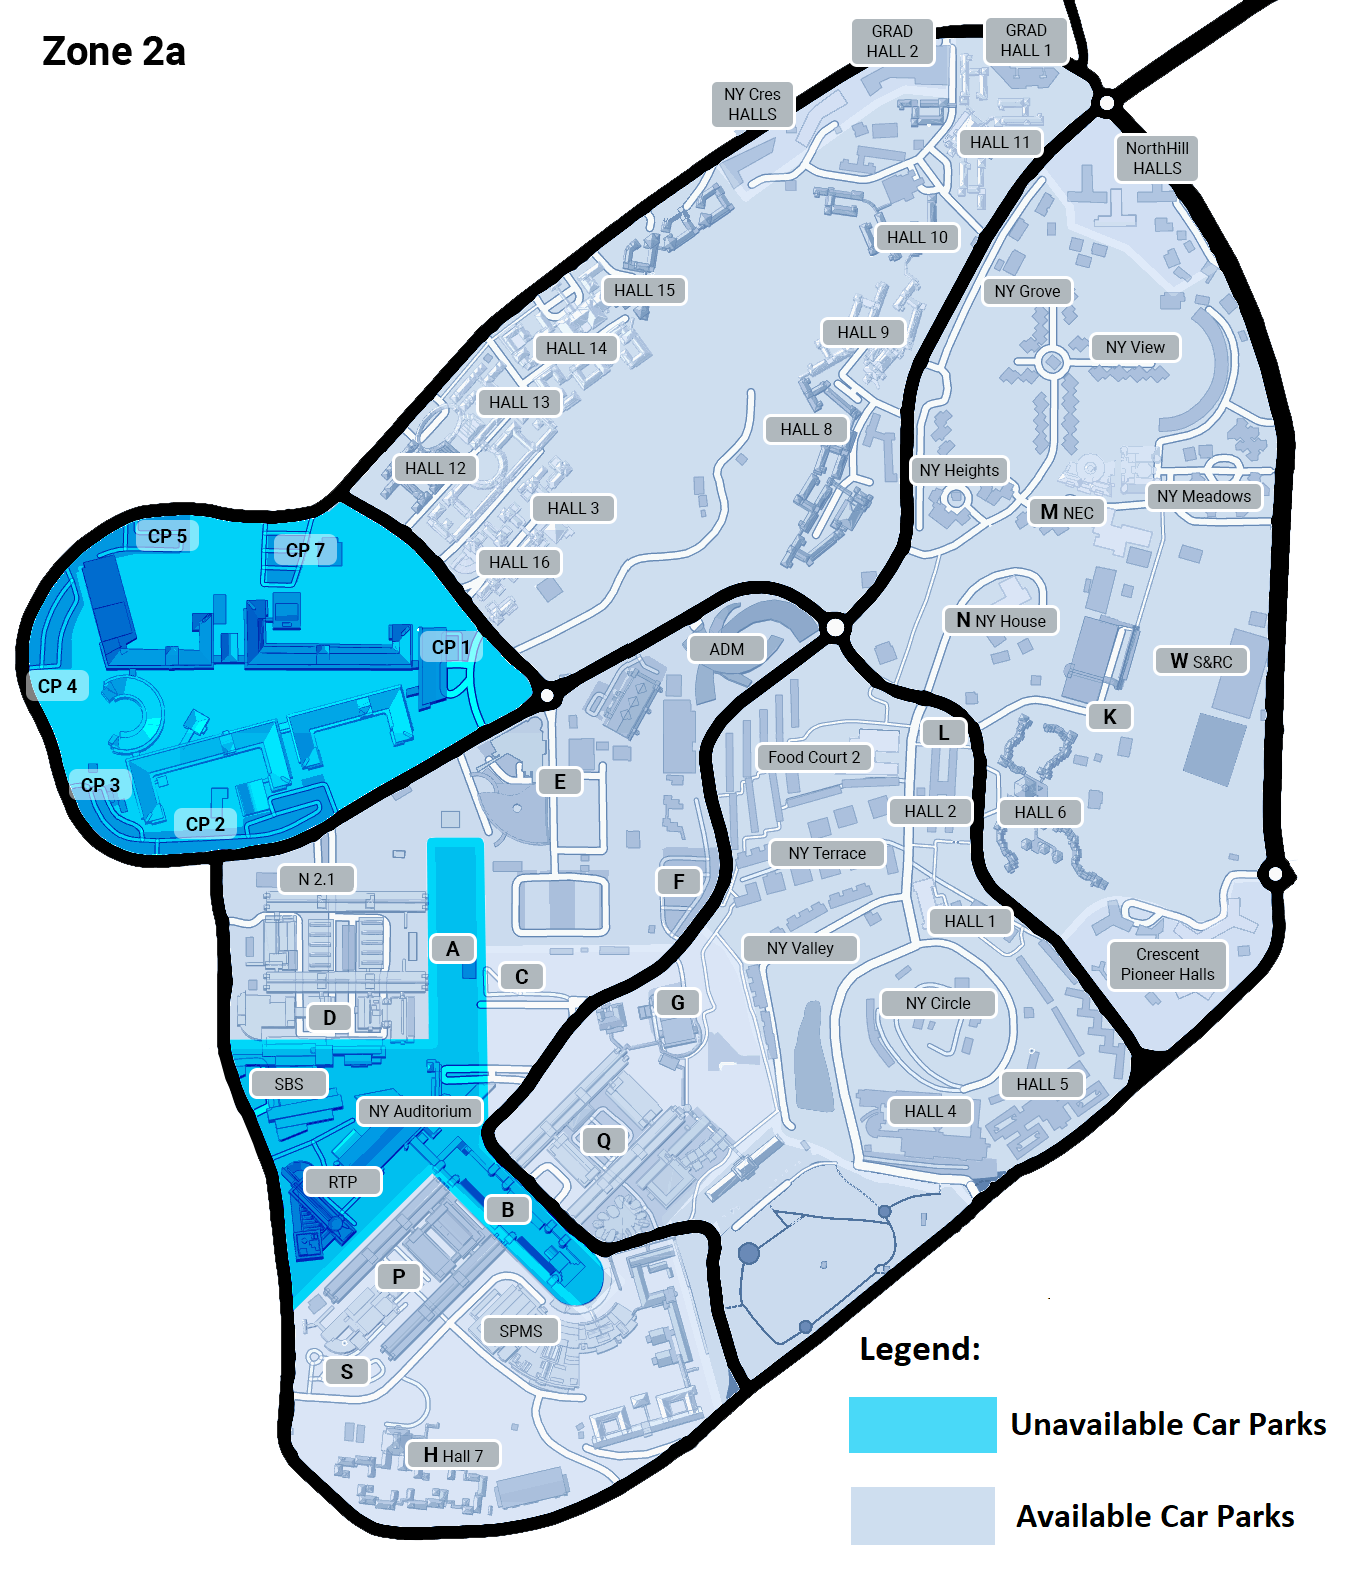 Zone 2a
GRAD
HALL 2
GRAD
HALL 1
NY Cres
HALLS
HALL 11
NorthHill
HALLS
HALL 10
HALL 15
NY Grove
HALL 9
HALL 14
NY View
HALL 13
HALL 8
HALL 12
NY Heights
NY Meadows
HALL 3
M NEC
CP 5
CP 7
HALL 16
N NY House
CP 1
ADM
W S&RC
CP 4
K
L
Food Court 2
E
CP 3
HALL 2
HALL 6
CP 2
NY Terrace
N 2.1
F
HALL 1
A
NY Valley
Crescent
Pioneer Halls
C
G
NY Circle
D
SBS
HALL 5
NY Auditorium
HALL 4
Q
RTP
B
P
SPMS
S
H Hall 7
Legend:
Unavailable Car Parks
Available Car Parks